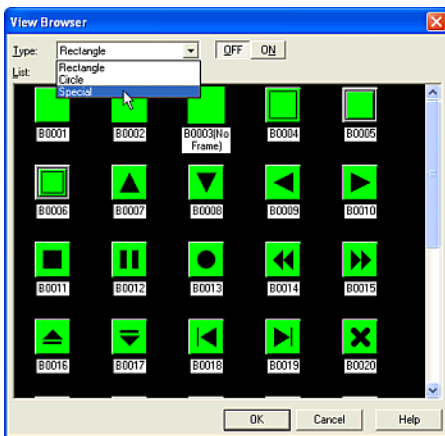 View Browser
Type: Rectangle OFF ON
Rectangle
List: Circle
Special
B0001 B0002 B0003(No Frame) B0004 B0005
B0006 B0007 B0008 B0009 B0010
B0011 B0012 B0013 B0014 B0015
B0016 B0017 B0018 B0019 B0020
OK Cancel Help